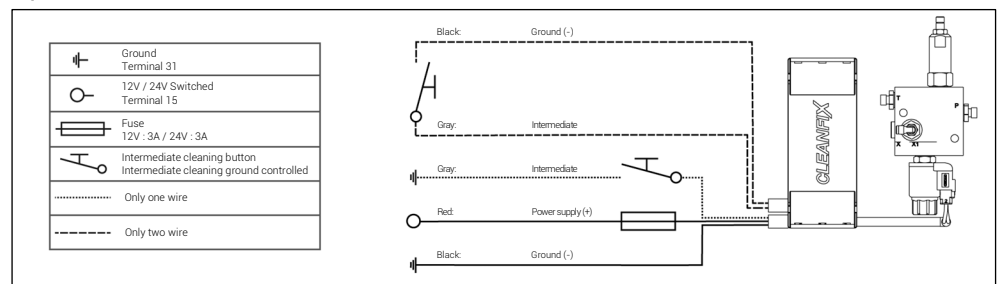 Ground
Terminal 31
12V / 24V Switched
Terminal 15
Fuse
12V : 3A / 24V : 3A
Intermediate cleaning button
Intermediate cleaning ground controlled
Only one wire
Only two wire
Black: Ground (-)
Gray: Intermediate
Gray: Intermediate
Red: Power supply (+)
Black: Ground (-)
CLEANFIX
T
P
X X1